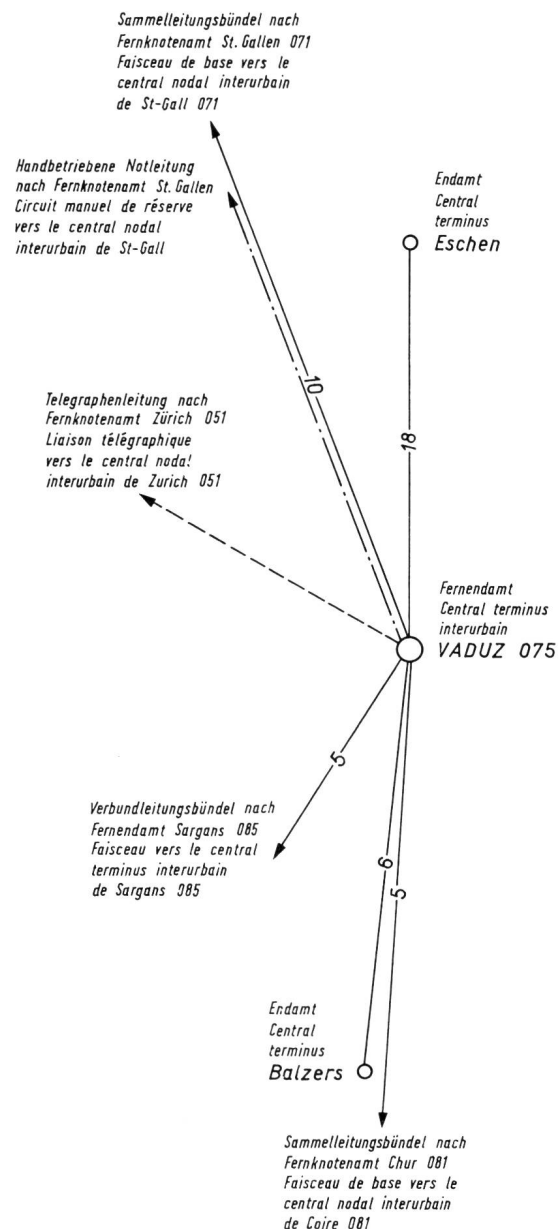 Sammelleitungsbündel nach
Fernknotenamt St. Gallen 071
Faisceau de base vers le
central nodal interurbain
de St-Gall 071
Handbetriebene Notleitung
nach Fernknotenamt St. Gallen
Circuit manuel de réserve
vers le central nodal
interurbain de St-Gall
Endamt
Central
terminus
Eschen
10
18
Telegraphenleitung nach
Fernknotenamt Zürich 051
Liaison télégraphique
vers le central nodal
interurbain de Zurich 051
Fernendamt
Central terminus
interurbain
VADUZ 075
5
Verbundleitungsbündel nach
Fernendamt Sargans 085
Faisceau vers le central
terminus interurbain
de Sargans 085
6
5
Endamt
Central
terminus
Balzers
Sammelleitungsbündel nach
Fernknotenamt Chur 081
Faisceau de base vers le
central nodal interurbain
de Coire 081